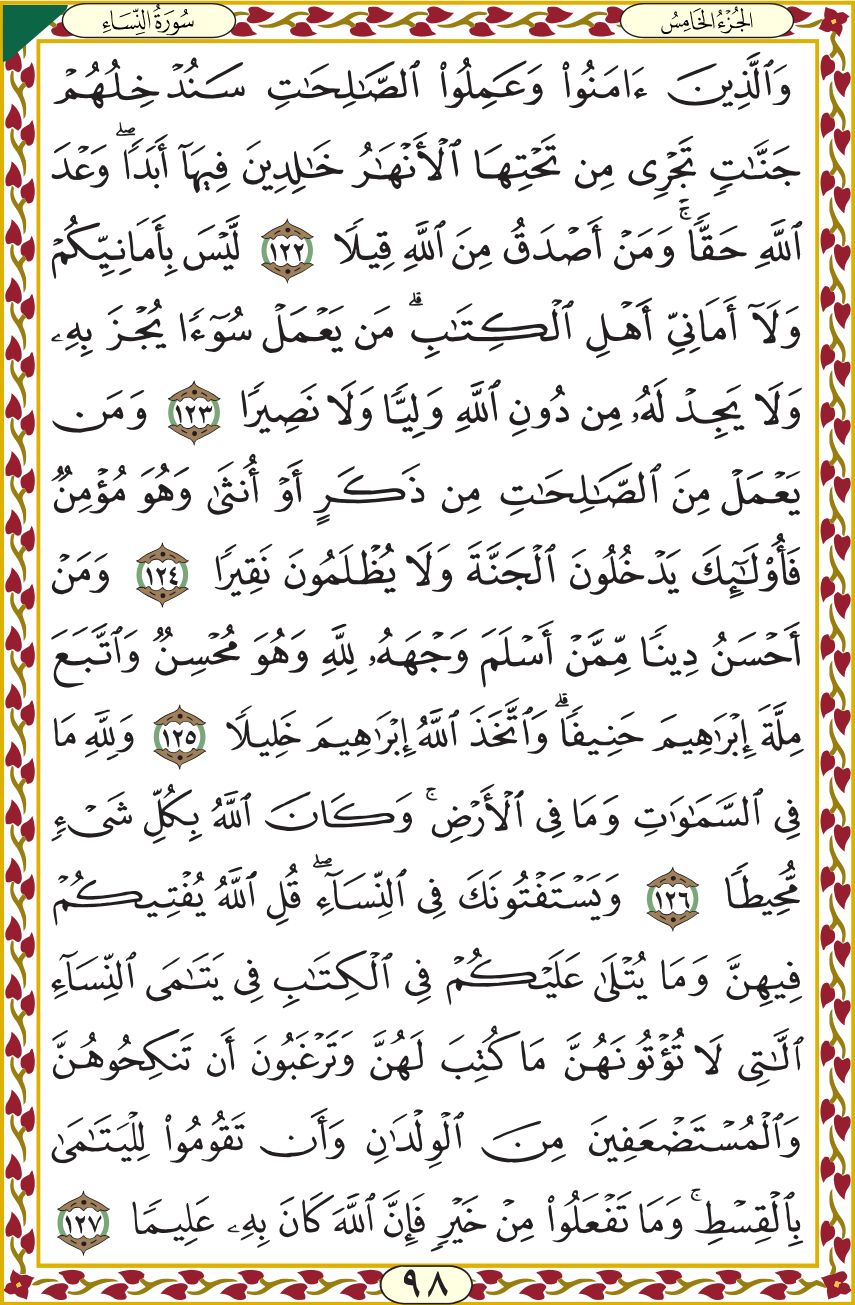 الجُزْءُ الخَامِسُ
سُورَةُ النِّسَاءِ
وَٱلَّذِينَ ءَامَنُوا۟ وَعَمِلُوا۟ ٱلصَّـٰلِحَـٰتِ سَنُدْخِلُهُمْ
جَنَّـٰتٍ تَجْرِى مِن تَحْتِهَا ٱلْأَنْهَـٰرُ خَـٰلِدِينَ فِيهَآ أَبَدًا ۖ وَعْدَ
ٱللَّهِ حَقًّا ۚ وَمَنْ أَصْدَقُ مِنَ ٱللَّهِ قِيلًا ١٢٢ لَّيْسَ بِأَمَانِيِّكُمْ
وَلَآ أَمَانِىِّ أَهْلِ ٱلْكِتَـٰبِ ۗ مَن يَعْمَلْ سُوٓءًا يُجْزَ بِهِۦ
وَلَا يَجِدْ لَهُۥ مِن دُونِ ٱللَّهِ وَلِيًّا وَلَا نَصِيرًا ١٢٣ وَمَن
يَعْمَلْ مِنَ ٱلصَّـٰلِحَـٰتِ مِن ذَكَرٍ أَوْ أُنثَىٰ وَهُوَ مُؤْمِنٌ
فَأُو۟لَـٰٓئِكَ يَدْخُلُونَ ٱلْجَنَّةَ وَلَا يُظْلَمُونَ نَقِيرًا ١٢٤ وَمَنْ
أَحْسَنُ دِينًا مِّمَّنْ أَسْلَمَ وَجْهَهُۥ لِلَّهِ وَهُوَ مُحْسِنٌ وَٱتَّبَعَ
مِلَّةَ إِبْرَٰهِيمَ حَنِيفًا ۗ وَٱتَّخَذَ ٱللَّهُ إِبْرَٰهِيمَ خَلِيلًا ١٢٥ وَلِلَّهِ مَا
فِى ٱلسَّمَـٰوَٰتِ وَمَا فِى ٱلْأَرْضِ ۚ وَكَانَ ٱللَّهُ بِكُلِّ شَىْءٍ
مُّحِيطًا ١٢٦ وَيَسْتَفْتُونَكَ فِى ٱلنِّسَآءِ ۖ قُلِ ٱللَّهُ يُفْتِيكُمْ
فِيهِنَّ وَمَا يُتْلَىٰ عَلَيْكُمْ فِى ٱلْكِتَـٰبِ فِى يَتَـٰمَى ٱلنِّسَآءِ
ٱلَّـٰتِى لَا تُؤْتُونَهُنَّ مَا كُتِبَ لَهُنَّ وَتَرْغَبُونَ أَن تَنكِحُوهُنَّ
وَٱلْمُسْتَضْعَفِينَ مِنَ ٱلْوِلْدَٰنِ وَأَن تَقُومُوا۟ لِلْيَتَـٰمَىٰ
بِٱلْقِسْطِ ۚ وَمَا تَفْعَلُوا۟ مِنْ خَيْرٍ فَإِنَّ ٱللَّهَ كَانَ بِهِۦ عَلِيمًا ١٢٧
٩٨